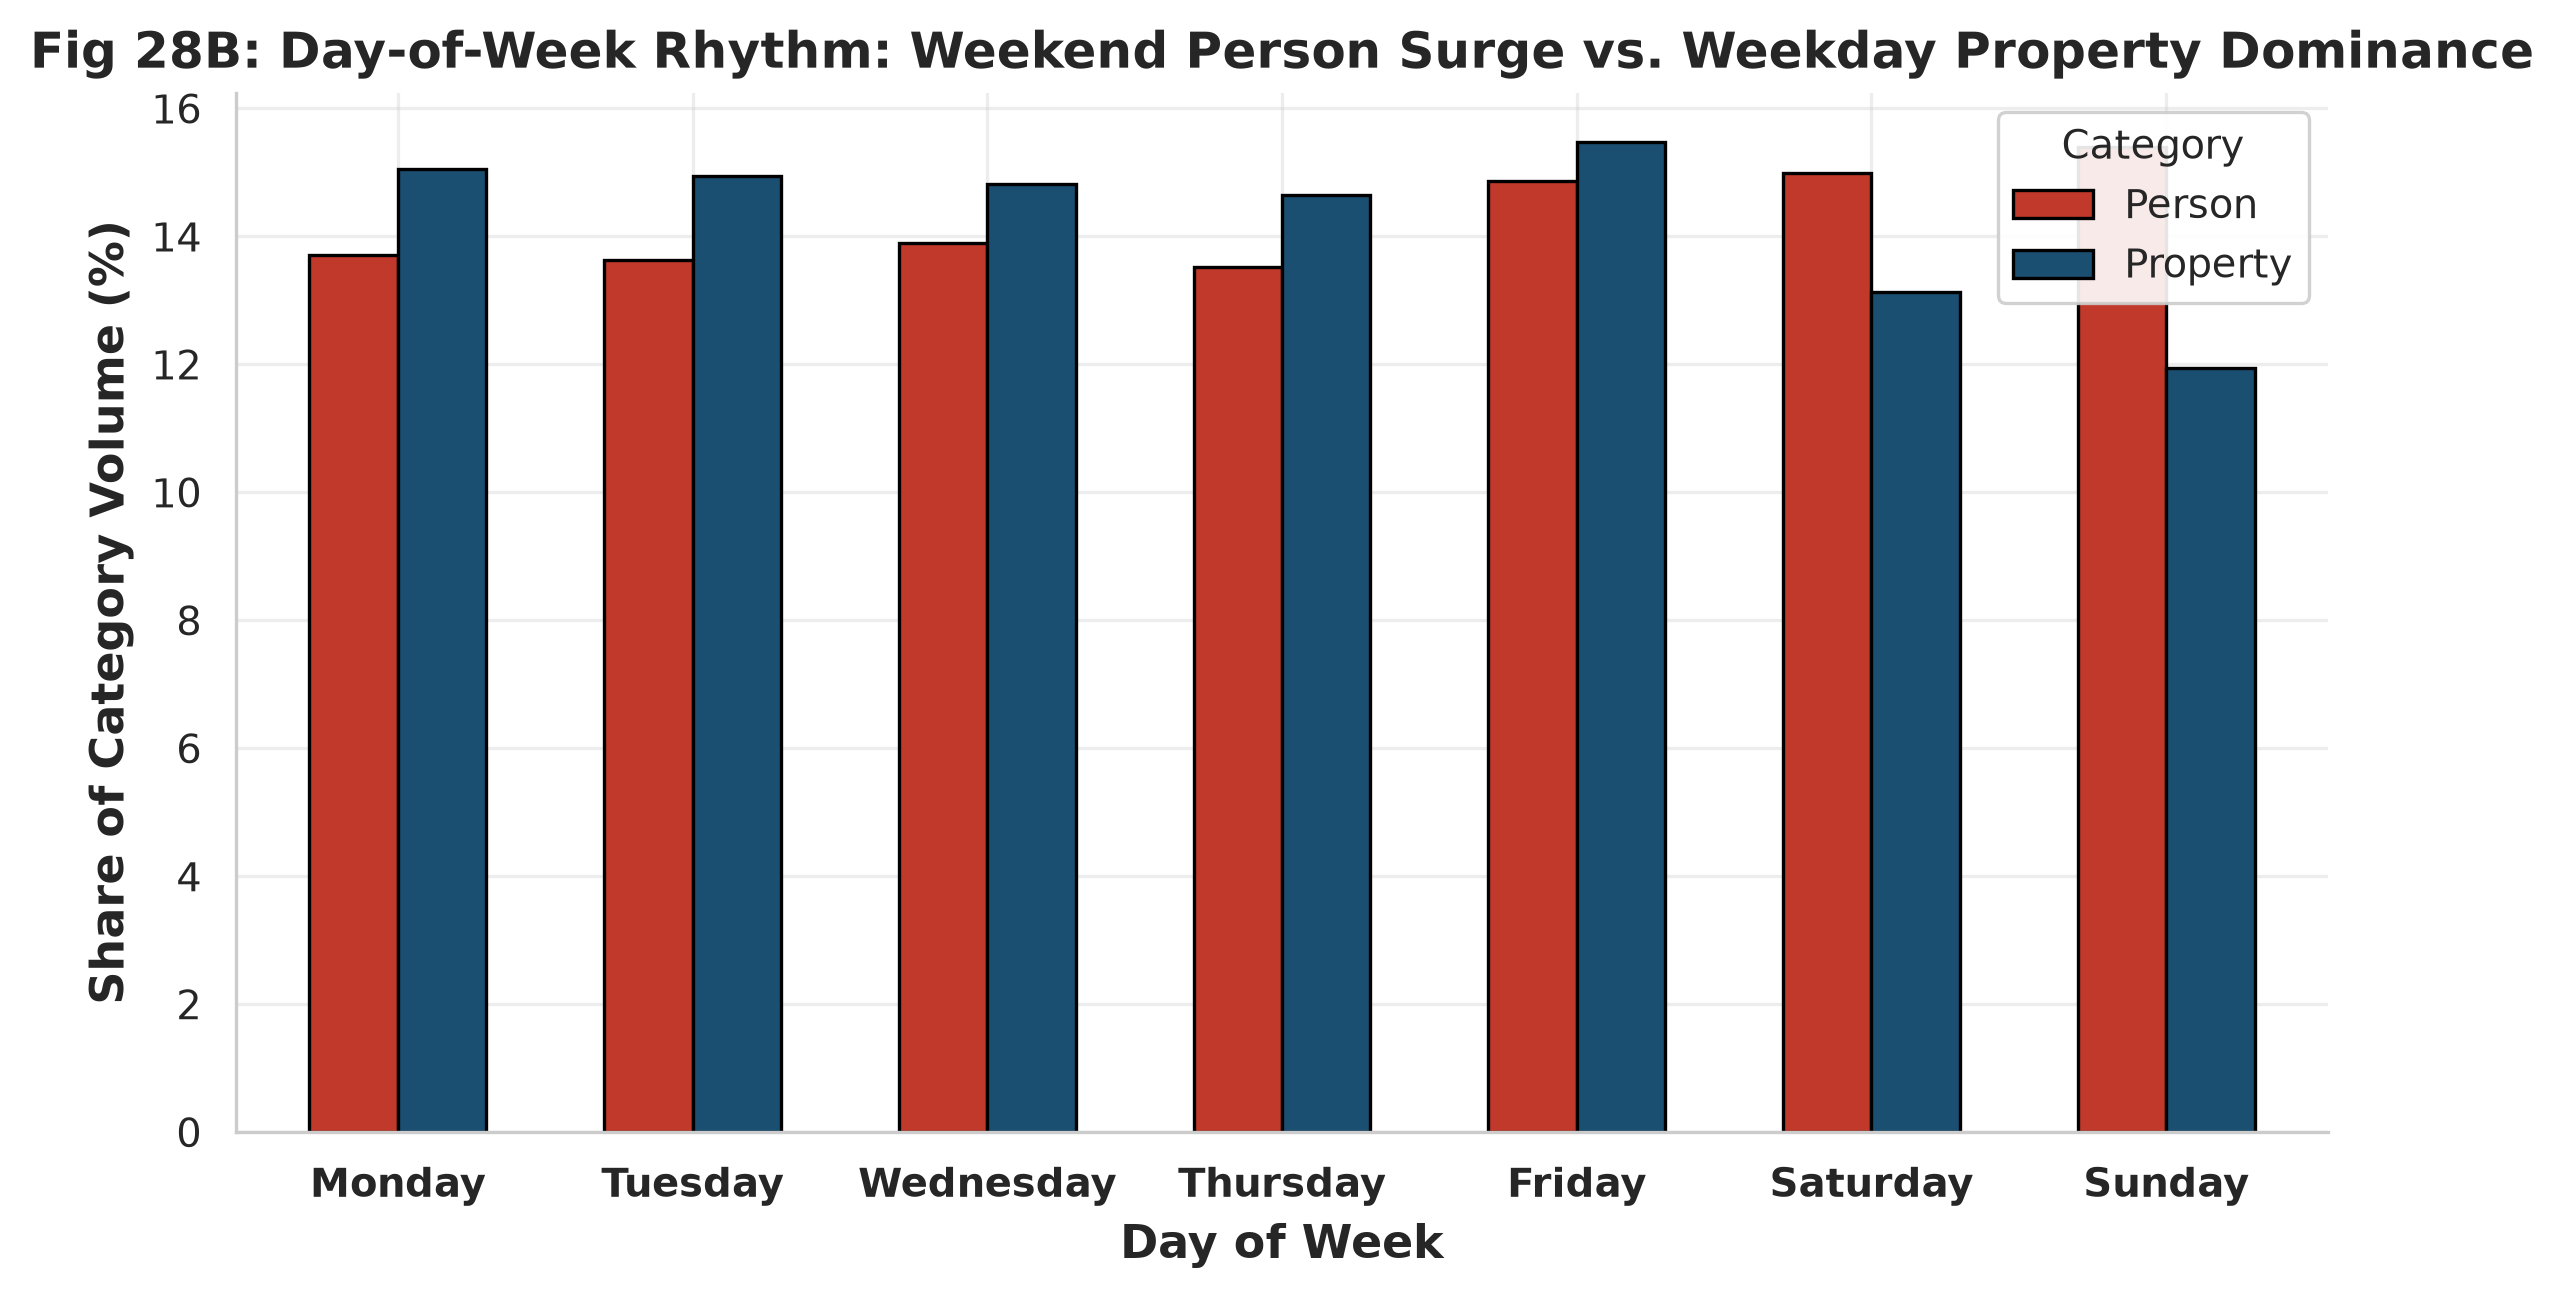 Fig 28B: Day-of-Week Rhythm: Weekend Person Surge vs. Weekday Property Dominance
Share of Category Volume (%)
16
14
12
10
8
6
4
2
0
Category
Person
Property
Monday
Tuesday
Wednesday
Thursday
Friday
Saturday
Sunday
Day of Week